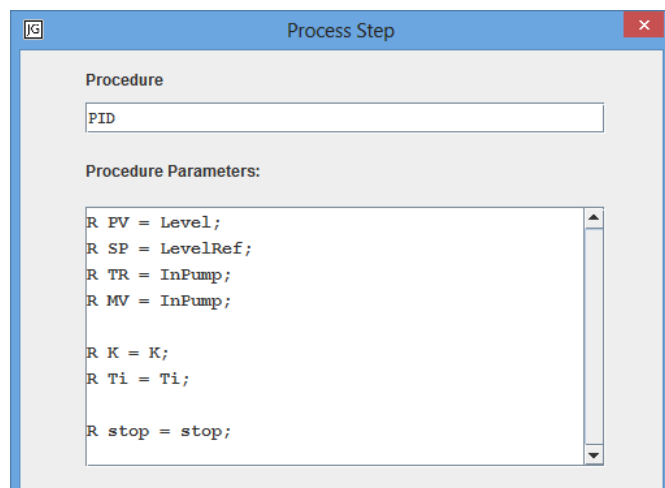 JG
Process Step
Procedure
PID
Procedure Parameters:
R PV = Level;
R SP = LevelRef;
R TR = InPump;
R MV = InPump;
R K = K;
R Ti = Ti;
R stop = stop;